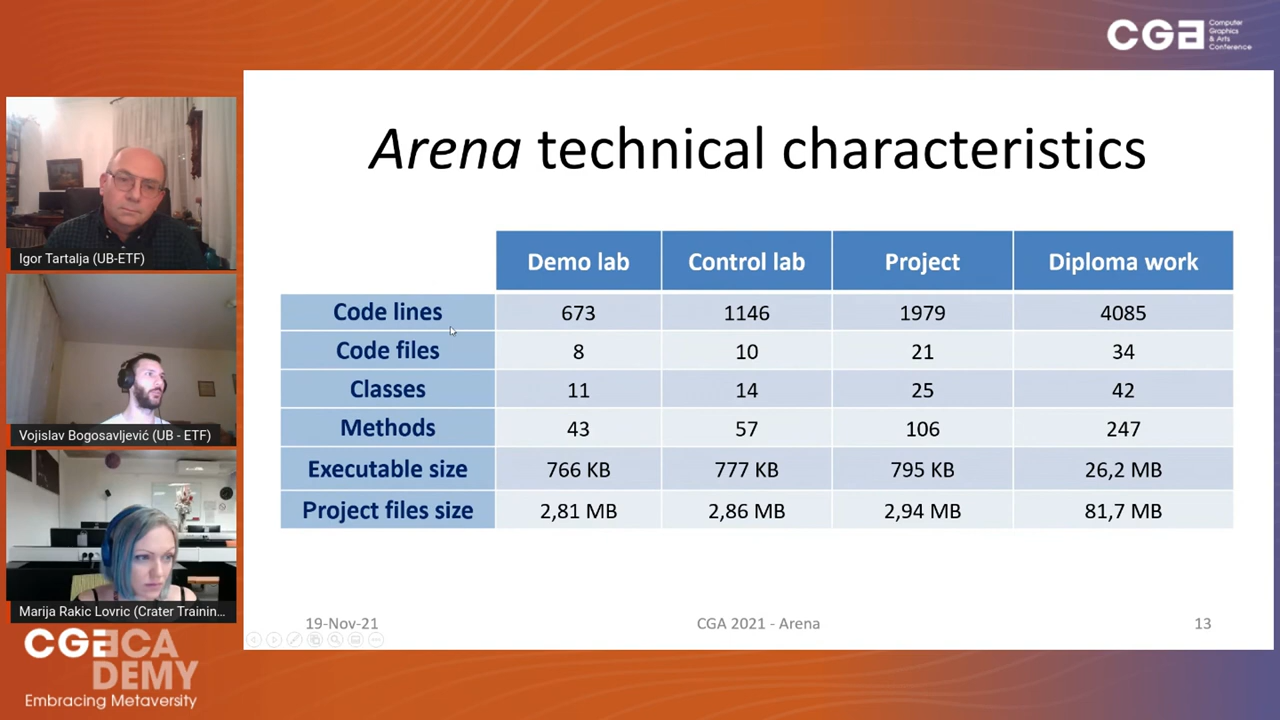 CGA Computer
Graphics
& Arts
Conference
Arena technical characteristics
Demo lab Control lab Project Diploma work
Code lines 673 1146 1979 4085
Code files 8 10 21 34
Classes 11 14 25 42
Methods 43 57 106 247
Executable size 766 KB 777 KB 795 KB 26,2 MB
Project files size 2,81 MB 2,86 MB 2,94 MB 81,7 MB
19-Nov-21 CGA 2021 - Arena 13
Igor Tartalja (UB-ETF)
Vojislav Bogosavljević (UB - ETF)
Marija Rakic Lovric (Crater Trainin...
CGA ACA
DEMY
Embracing Metaversity